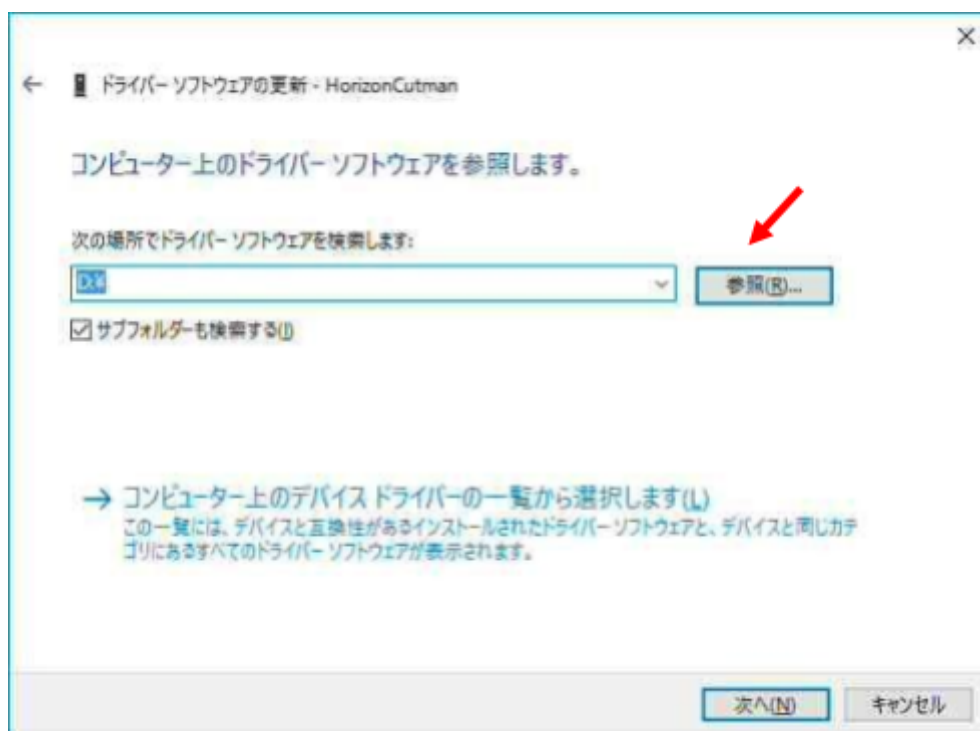 ドライバー ソフトウェアの更新 - HorizonCutman
コンピューター上のドライバー ソフトウェアを参照します。
次の場所でドライバー ソフトウェアを検索します:
D:¥
参照(R)...
サブフォルダーも検索する(I)
コンピューター上のデバイス ドライバーの一覧から選択します(L)
この一覧には、デバイスと互換性があるインストールされたドライバー ソフトウェアと、デバイスと同じカテ
ゴリにあるすべてのドライバー ソフトウェアが表示されます。
次へ(N)
キャンセル